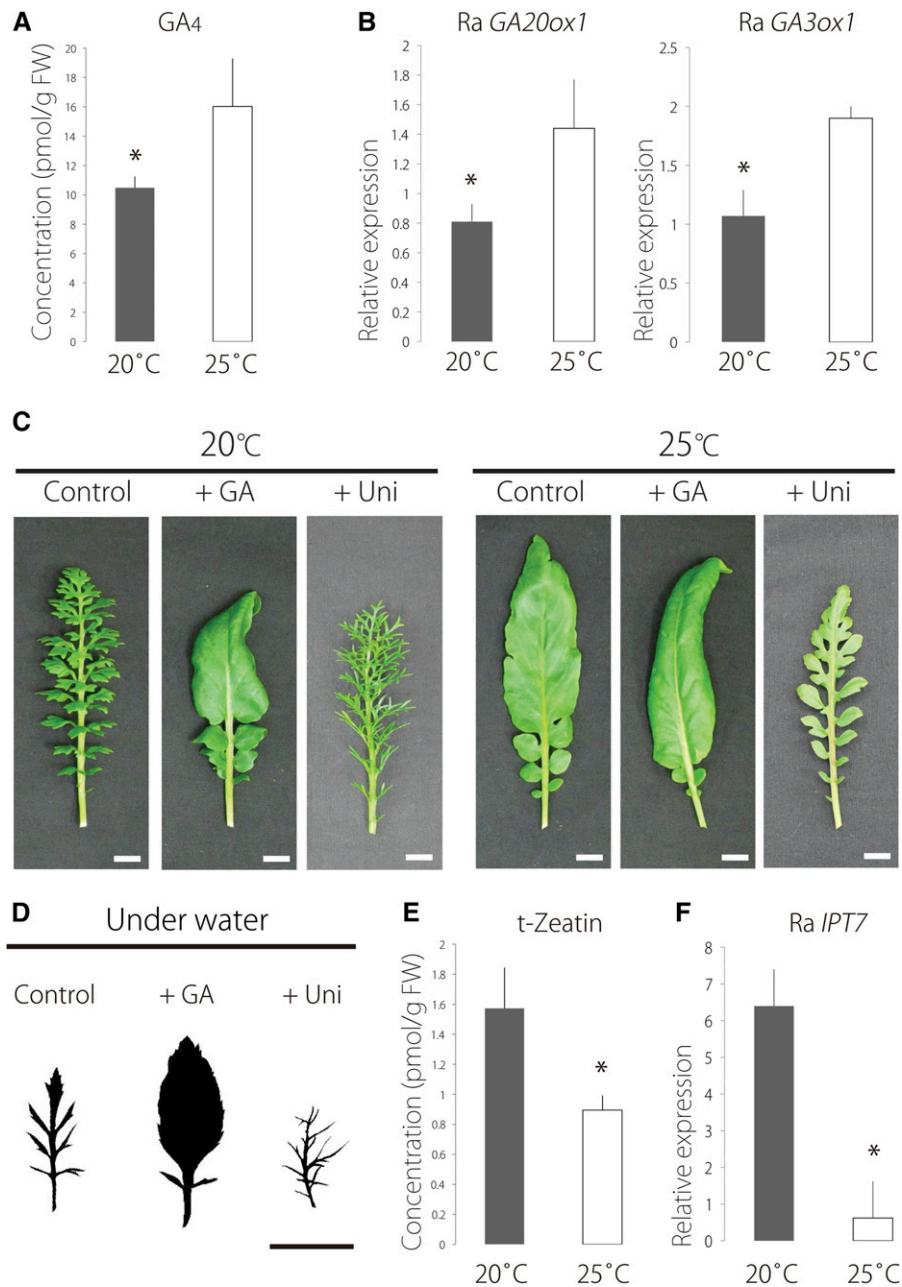 A
GA4
Concentration (pmol/g FW)
20
18
16
14
12
10
8
6
4
2
0
*
20°C 25°C
B
Ra GA20ox1
Relative expression
2
1.8
1.6
1.4
1.2
1
0.8
0.6
0.4
0.2
0
*
20°C 25°C
Ra GA3ox1
Relative expression
2.5
2
1.5
1
0.5
0
*
20°C 25°C
C
20°C
Control + GA + Uni
25°C
Control + GA + Uni
D
Under water
Control + GA + Uni
E
t-Zeatin
Concentration (pmol/g FW)
2
1.8
1.6
1.4
1.2
1
0.8
0.6
0.4
0.2
0
*
20°C 25°C
F
Ra IPT7
Relative expression
8
7
6
5
4
3
2
1
0
*
20°C 25°C